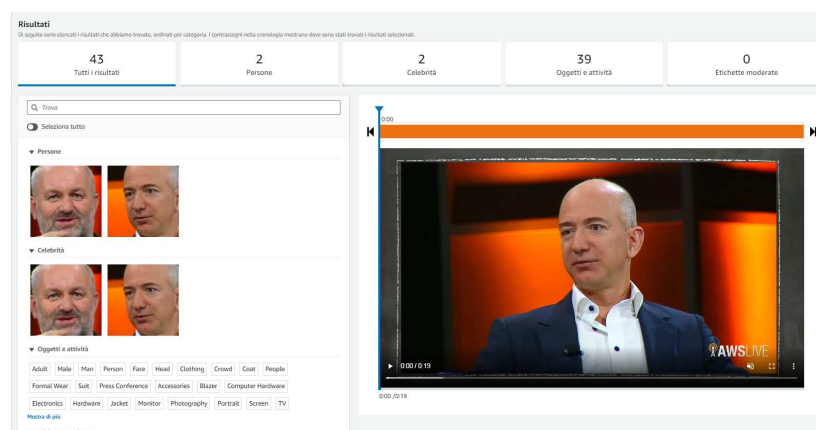 Risultati
Di seguito sono elencati i risultati che abbiamo trovato, ordinati per categoria. I contrassegni nella cronologia mostrano dove sono stati trovati i risultati selezionati.
43
Tutti i risultati
2
Persone
2
Celebrità
39
Oggetti e attività
0
Etichette moderate
Trova
Seleziona tutto
Persone
Celebrità
Oggetti e attività
Adult Male Man Person Face Head Clothing Crowd Coat People
Formal Wear Suit Press Conference Accessories Blazer Computer Hardware
Electronics Hardware Jacket Monitor Photography Portrait Screen TV
Mostra di più
0:00
AWSLIVE
0:00 / 0:19
0:00 /0:19